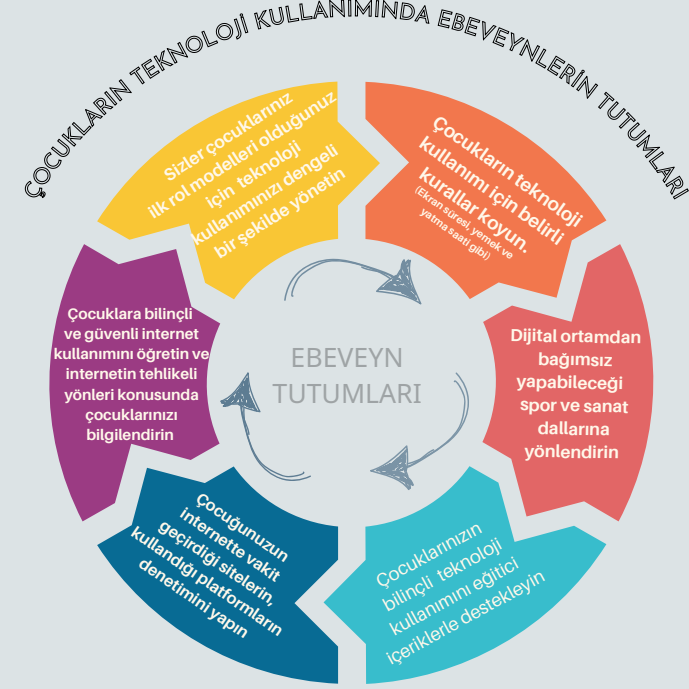 ÇOCUKLARIN TEKNOLOJİ KULLANIMINDA EBEVEYNLERİN TUTUMLARI
Sizler çocuklarınız
ilk rol modelleri olduğunuz
için teknoloji
kullanımınızı dengeli
bir şekilde yönetin
Çocukların teknoloji
kullanımı için belirli
kurallar koyun.
(Ekran süresi, yemek ve
yatma saati gibi)
Dijital ortamdan
bağımsız
yapabileceği
spor ve sanat
dallarına
yönlendirin
Çocuklarınızın
bilinçli teknoloji
kullanımını eğitici
içeriklerle destekleyin
Çocuğunuzun
internette vakit
geçirdiği sitelerin,
kullandığı platformların
denetimini yapın
Çocuklara bilinçli
ve güvenli internet
kullanımını öğretin ve
internetin tehlikeli
yönleri konusunda
çocuklarınızı
bilgilendirin
EBEVEYN
TUTUMLARI